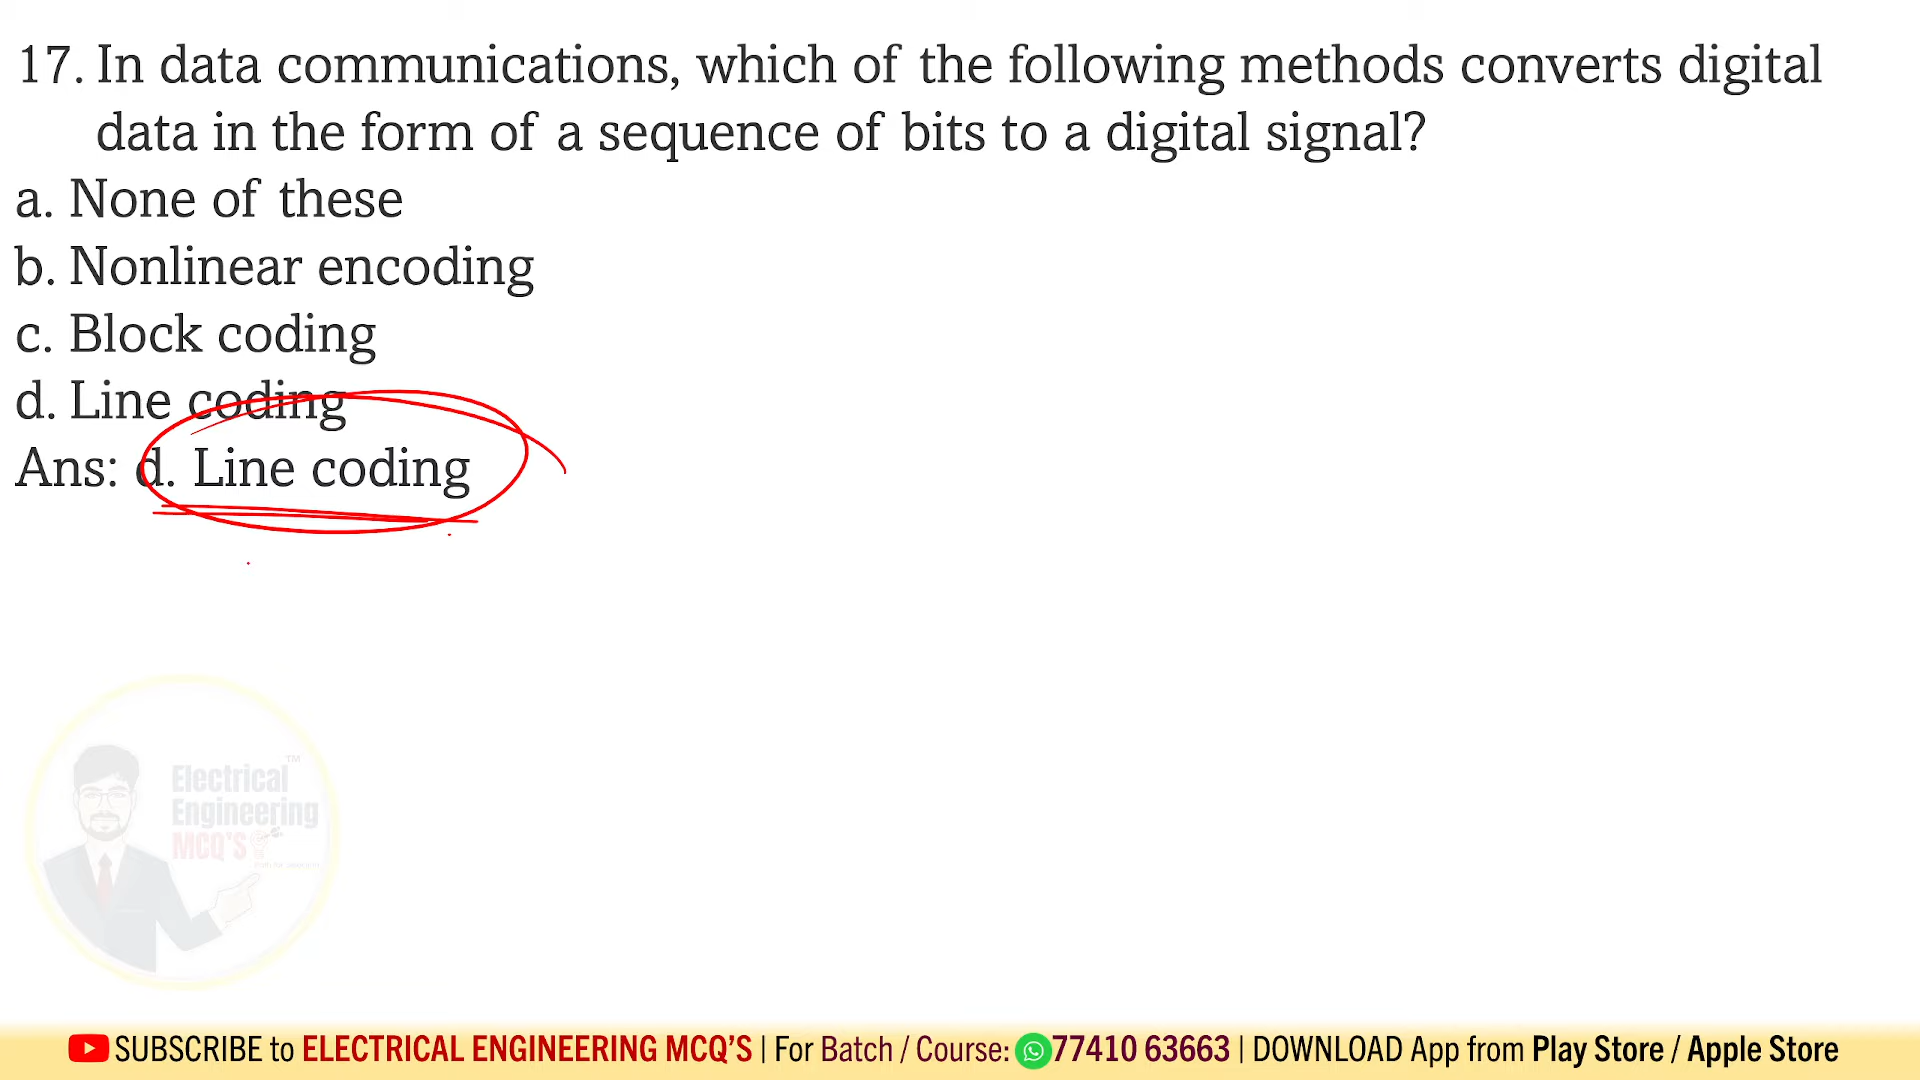 17. In data communications, which of the following methods converts digital
data in the form of a sequence of bits to a digital signal?
a. None of these
b. Nonlinear encoding
c. Block coding
d. Line coding
Ans: d. Line coding
Electrical
TM
Engineering
MCQ'S
SUBSCRIBE to ELECTRICAL ENGINEERING MCQ'S | For Batch / Course: 77410 63663 | DOWNLOAD App from Play Store / Apple Store